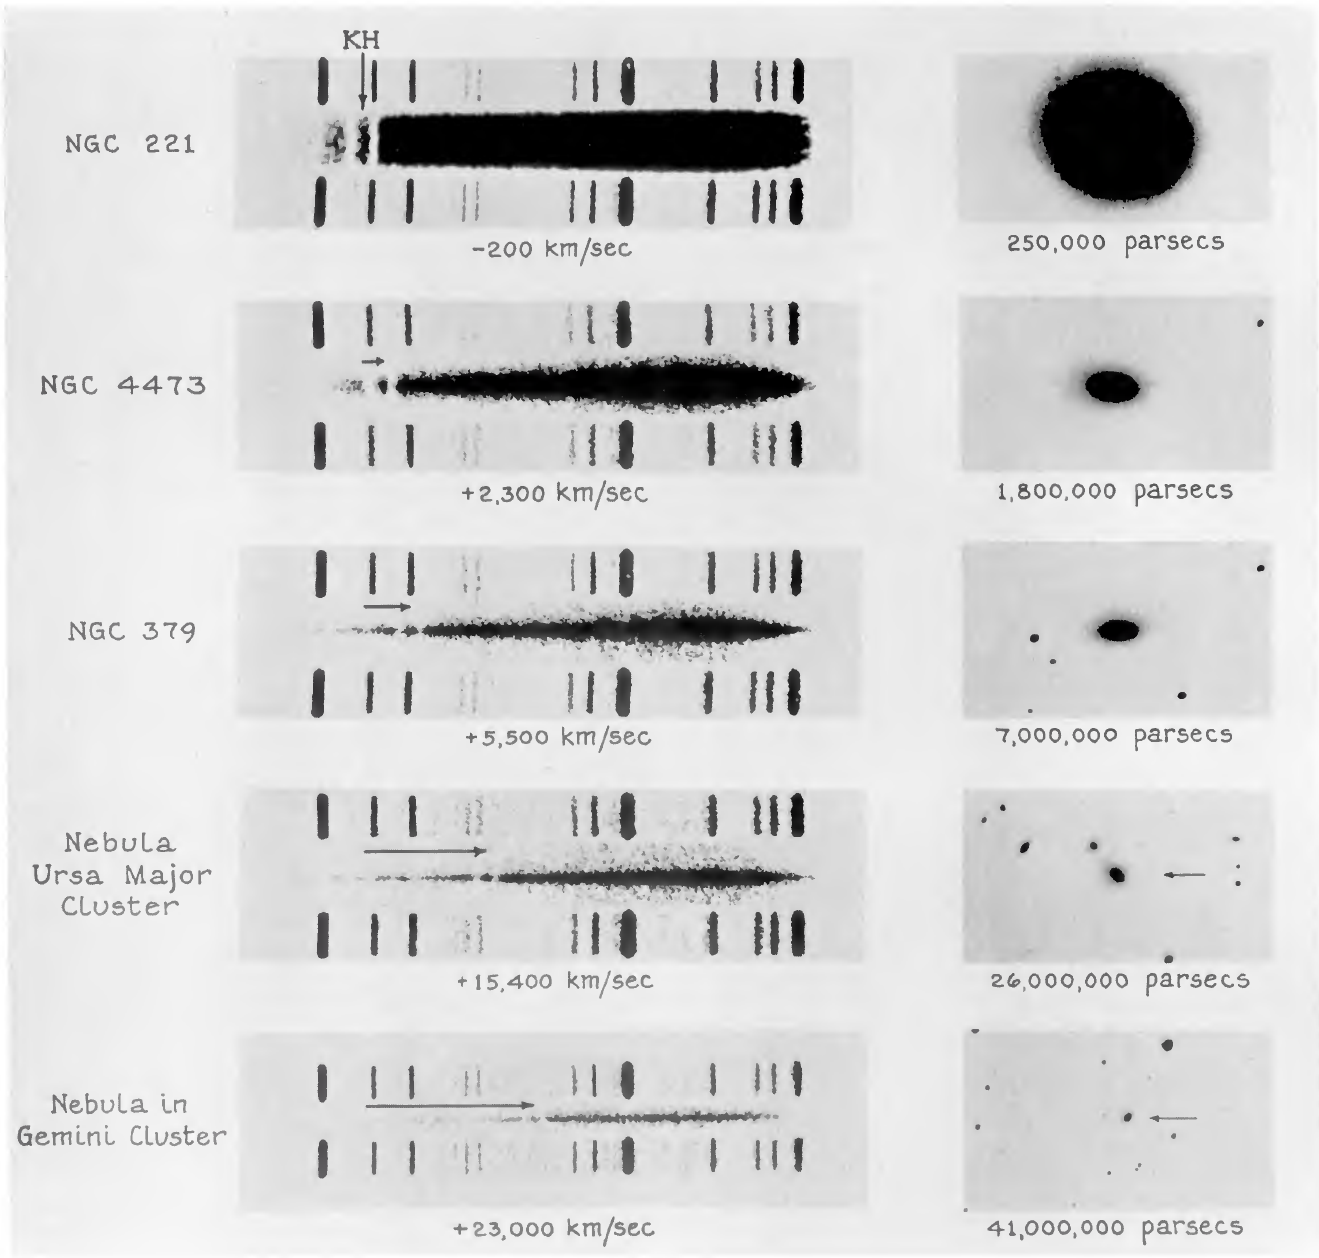 KH
NGC 221
-200 km/sec
250,000 parsecs
NGC 4473
+2,300 km/sec
1,800,000 parsecs
NGC 379
+5,500 km/sec
7,000,000 parsecs
Nebula
Ursa Major
Cluster
+15,400 km/sec
26,000,000 parsecs
Nebula in
Gemini Cluster
+23,000 km/sec
41,000,000 parsecs